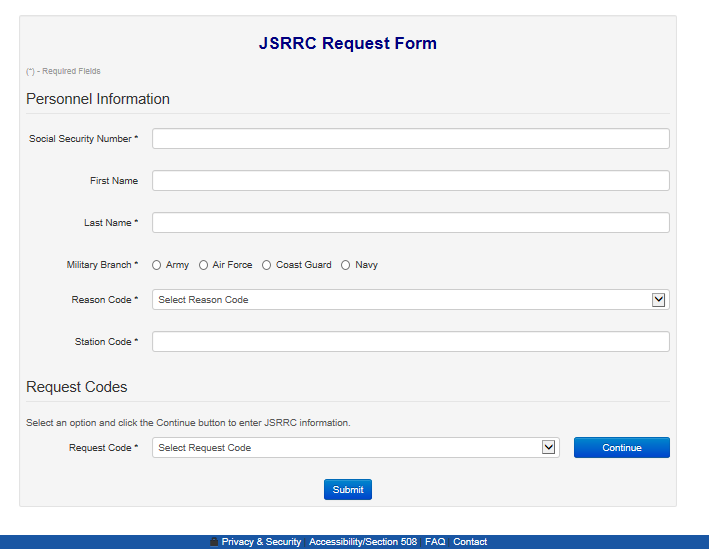 JSRRC Request Form
(*) - Required Fields
Personnel Information
Social Security Number *
First Name
Last Name *
Military Branch * Army Air Force Coast Guard Navy
Reason Code * Select Reason Code
Station Code *
Request Codes
Select an option and click the Continue button to enter JSRRC information.
Request Code * Select Request Code Continue
Submit
Privacy & Security | Accessibility/Section 508 | FAQ | Contact